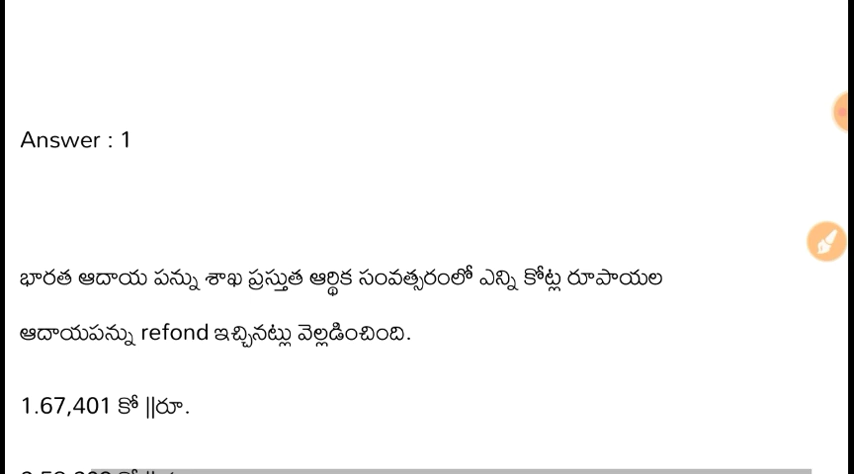 Answer : 1
భారత ఆదాయ పన్ను శాఖ ప్రస్తుత ఆర్థిక సంవత్సరంలో ఎన్ని కోట్ల రూపాయల
ఆదాయపన్ను refond ఇచ్చినట్లు వెల్లడించింది.
1.67,401 కో ||రూ.